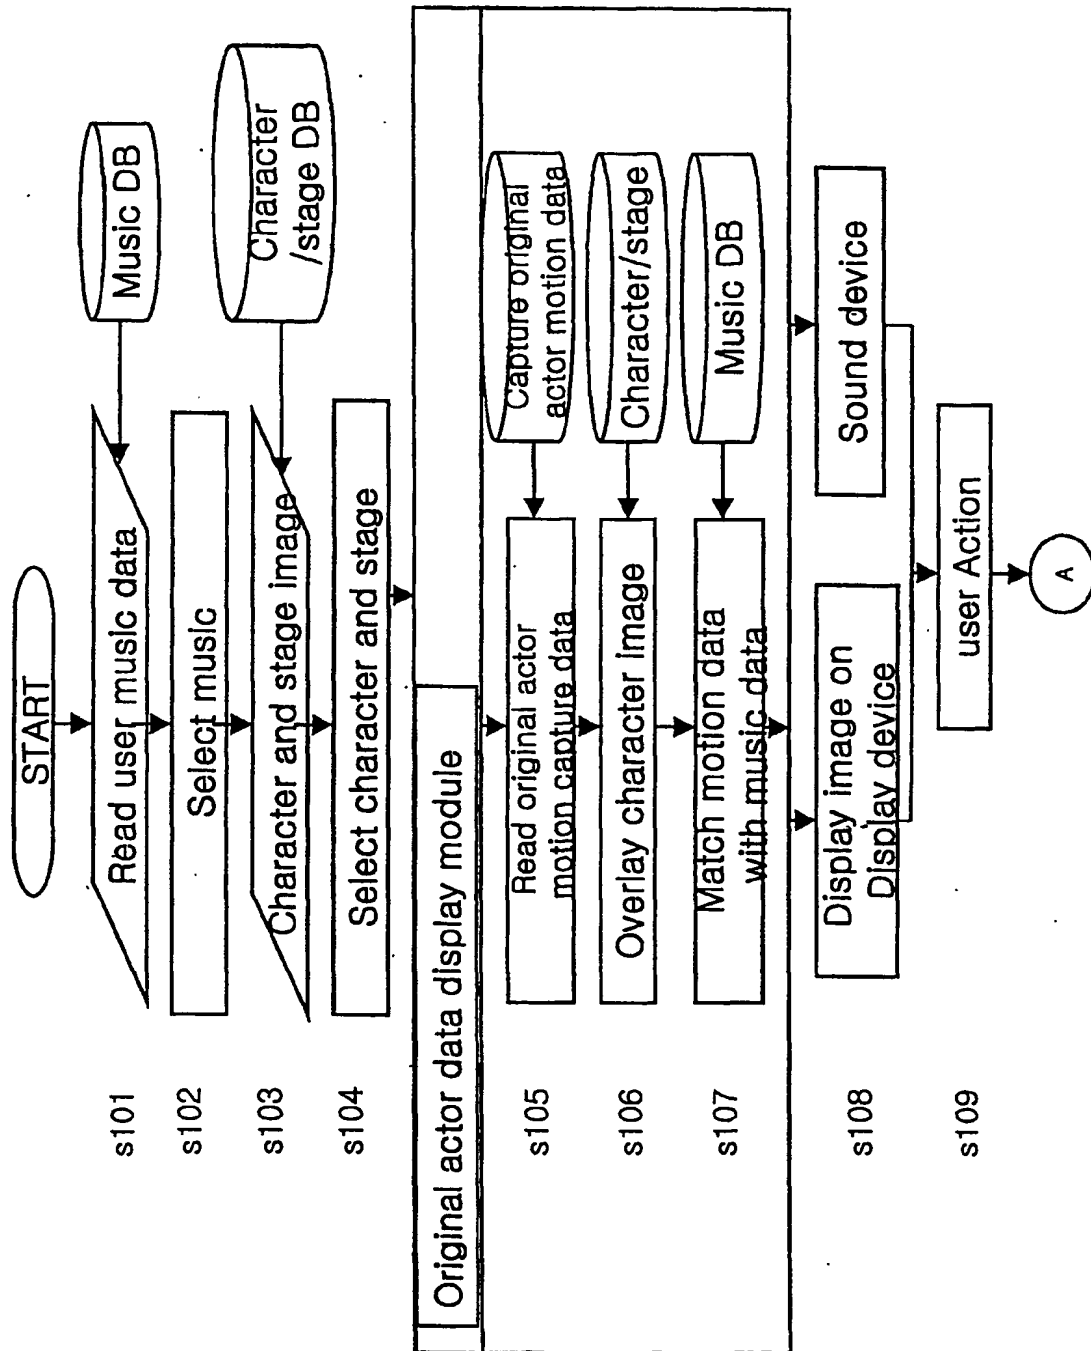 START
s101
Read user music data
Music DB
s102
Select music
s103
Character and stage image
Character
/stage DB
s104
Select character and stage
Original actor data display module
s105
Read original actor
motion capture data
Capture original
actor motion data
s106
Overlay character image
Character/stage
s107
Match motion data
with music data
Music DB
s108
Display image on
Display device
Sound device
s109
user Action
A